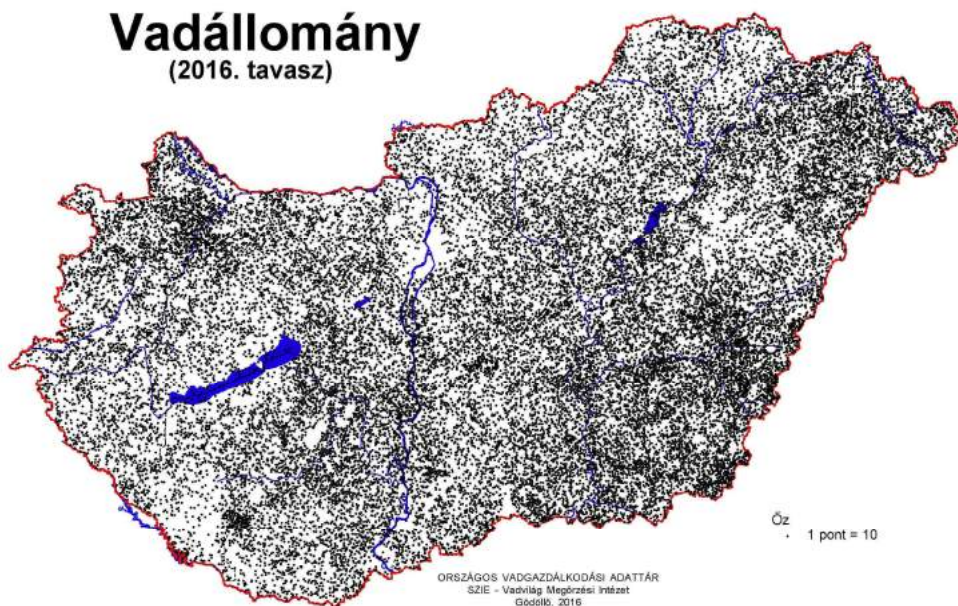 Vadállomány
(2016. tavasz)
Őz
1 pont = 10
ORSZÁGOS VADGAZDÁLKODÁSI ADATTÁR
SZIE - Vadvilág Megőrzési Intézet
Gödöllő, 2016